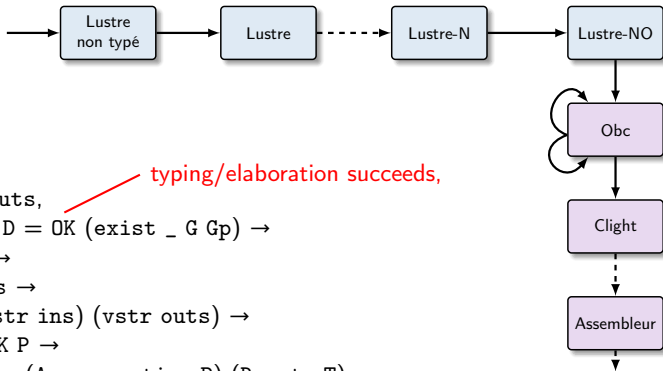 Lustre
non typé
Lustre
Lustre-N
Lustre-NO
Obc
typing/elaboration succeeds,
uts,
D = OK (exist _ G Gp) →
→
Clight
s →
str ins) (vstr outs) →
K P →
Assembleur